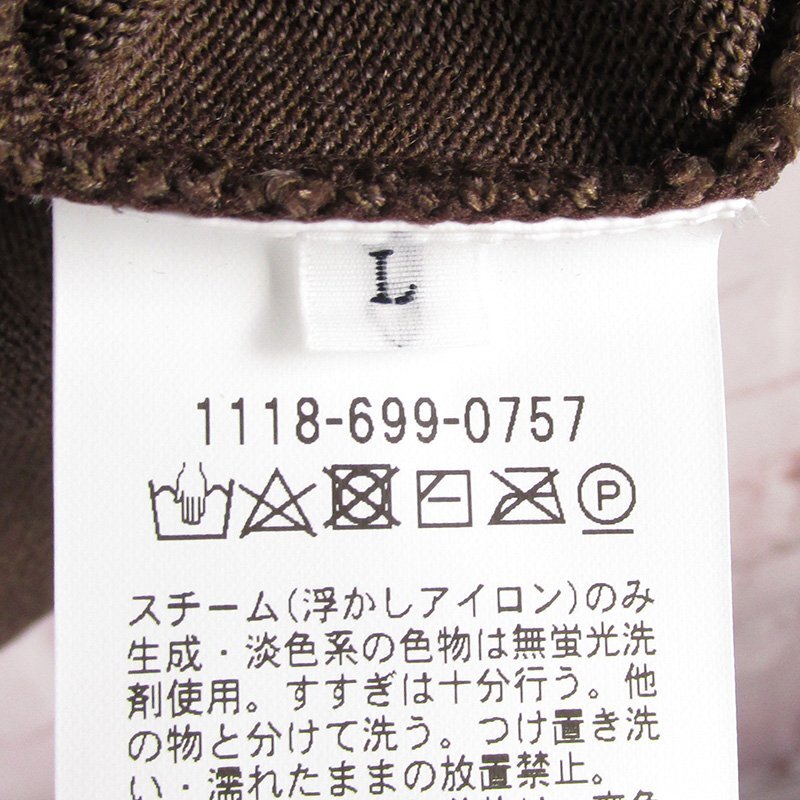 L
1118-699-0757
P
スチーム(浮かしアイロン)のみ
生成・淡色系の色物は無蛍光洗
剤使用。すすぎは十分行う。他
の物と分けて洗う。つけ置き洗
い・濡れたままの放置禁止。